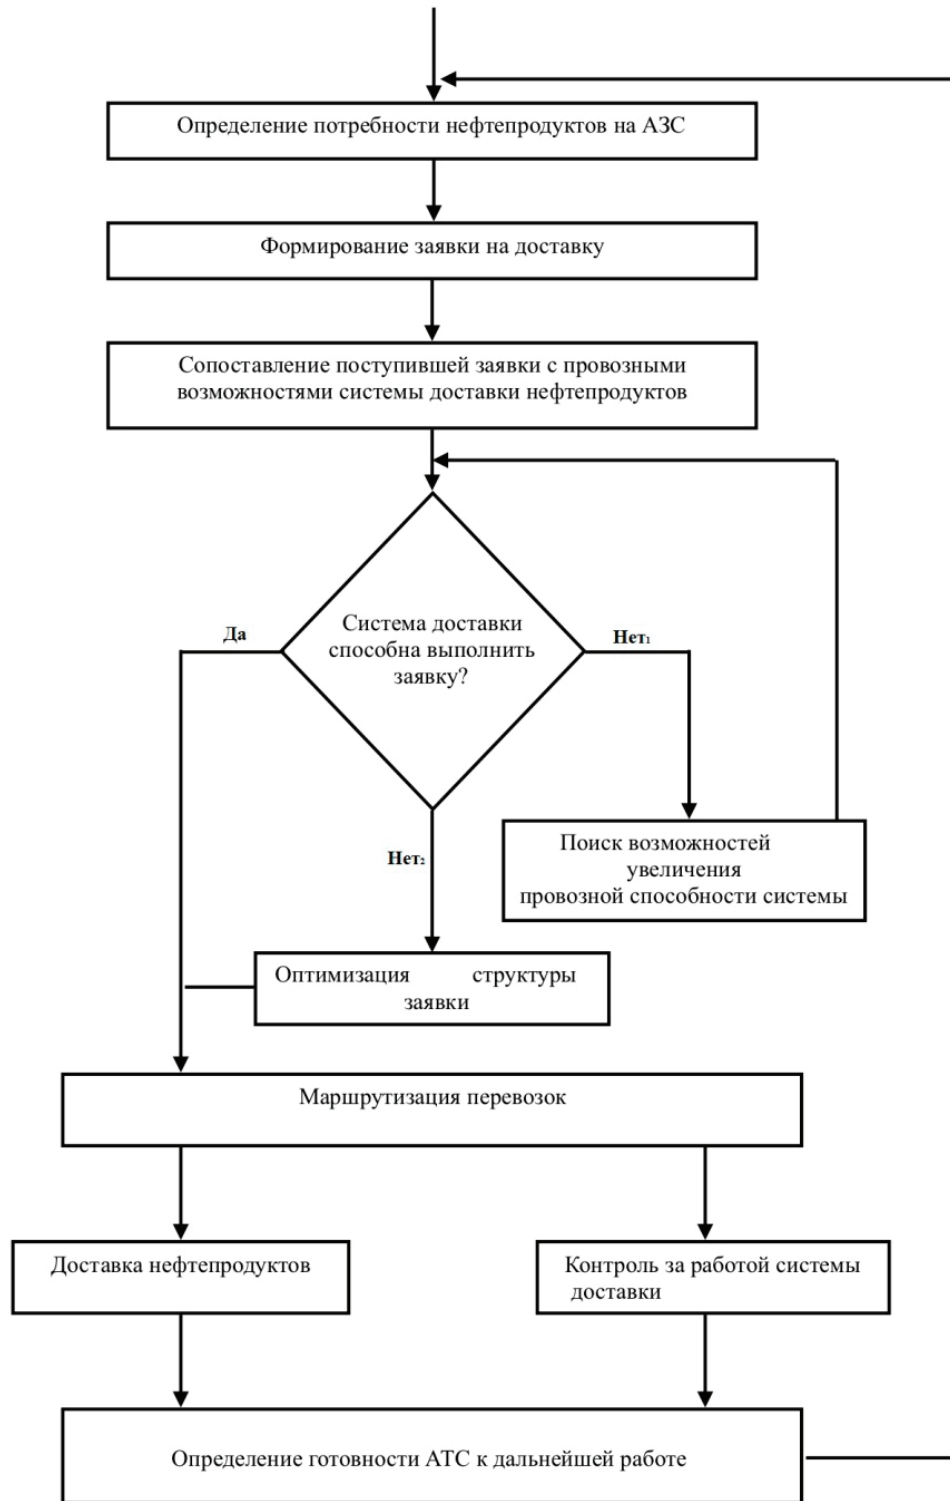 Определение потребности нефтепродуктов на АЗС
Формирование заявки на доставку
Сопоставление поступившей заявки с провозными
возможностями системы доставки нефтепродуктов
Система доставки
способна выполнить
заявку?
Да
Нет₁
Нет₂
Поиск возможностей
увеличения
провозной способности системы
Оптимизация структуры
заявки
Маршрутизация перевозок
Доставка нефтепродуктов
Контроль за работой системы
доставки
Определение готовности АТС к дальнейшей работе